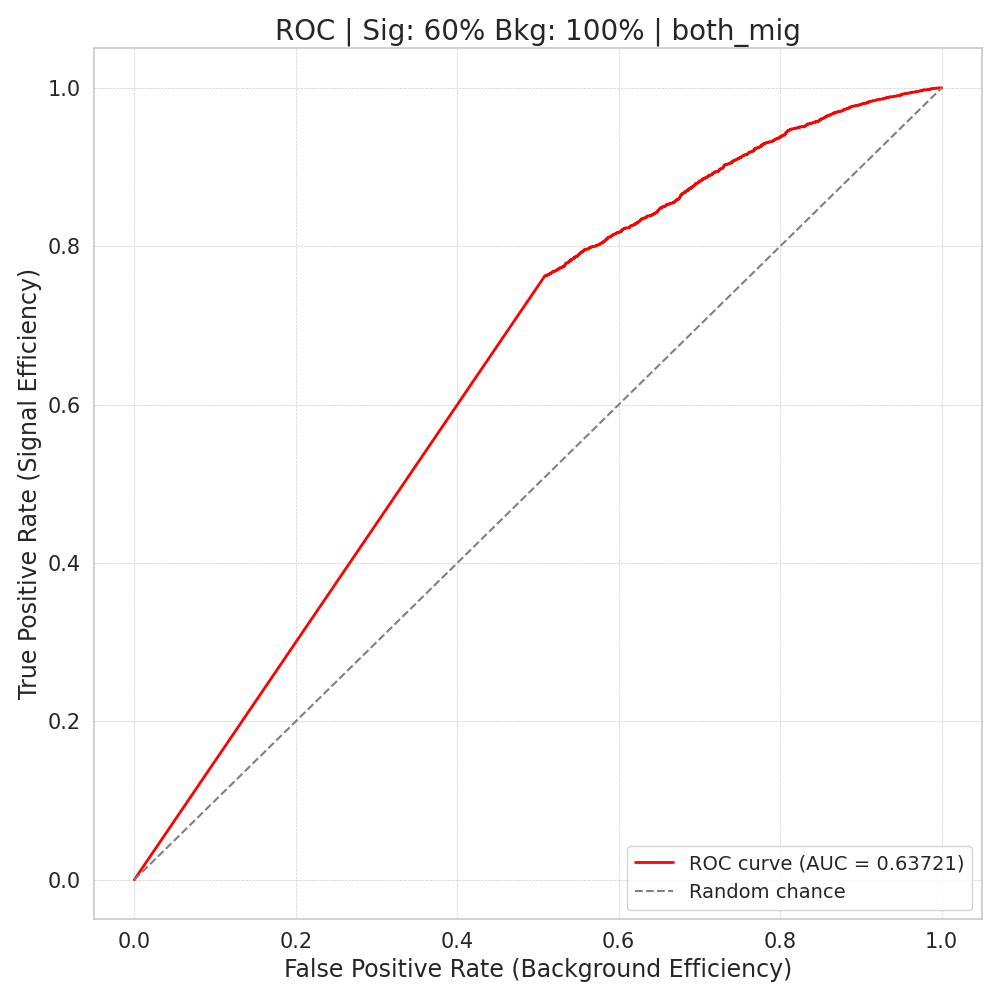 ROC | Sig: 60% Bkg: 100% | both_mig
True Positive Rate (Signal Efficiency)
1.0
0.8
0.6
0.4
0.2
0.0
ROC curve (AUC = 0.63721)
Random chance
0.0 0.2 0.4 0.6 0.8 1.0
False Positive Rate (Background Efficiency)